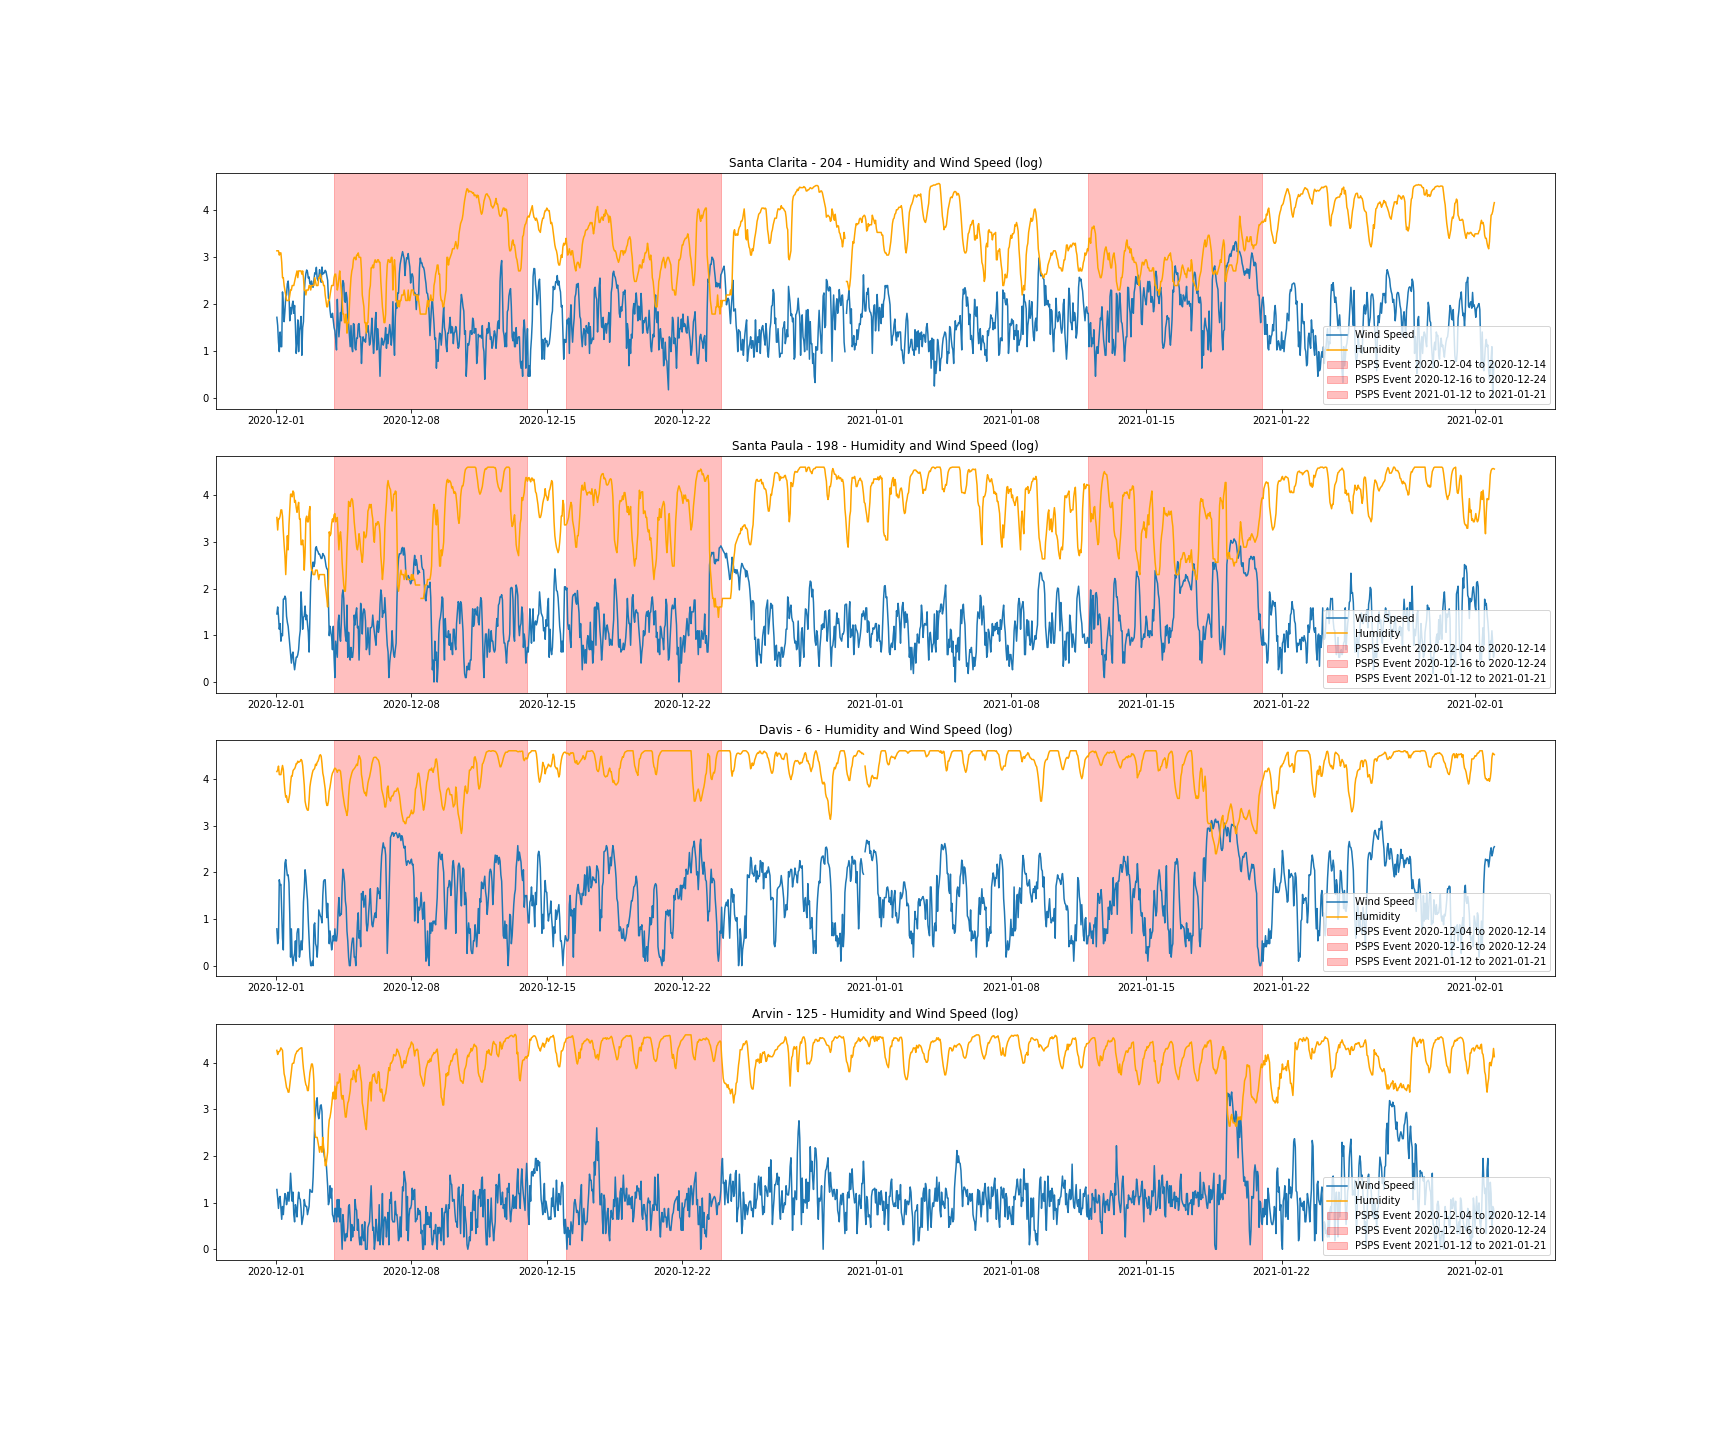 Santa Clarita - 204 - Humidity and Wind Speed (log)
4
3
2
1
0
Wind Speed
Humidity
PSPS Event 2020-12-04 to 2020-12-14
PSPS Event 2020-12-16 to 2020-12-24
PSPS Event 2021-01-12 to 2021-01-21
2020-12-01 2020-12-08 2020-12-15 2020-12-22 2021-01-01 2021-01-08 2021-01-15 2021-01-22 2021-02-01
Santa Paula - 198 - Humidity and Wind Speed (log)
4
3
2
1
0
Wind Speed
Humidity
PSPS Event 2020-12-04 to 2020-12-14
PSPS Event 2020-12-16 to 2020-12-24
PSPS Event 2021-01-12 to 2021-01-21
2020-12-01 2020-12-08 2020-12-15 2020-12-22 2021-01-01 2021-01-08 2021-01-15 2021-01-22 2021-02-01
Davis - 6 - Humidity and Wind Speed (log)
4
3
2
1
0
Wind Speed
Humidity
PSPS Event 2020-12-04 to 2020-12-14
PSPS Event 2020-12-16 to 2020-12-24
PSPS Event 2021-01-12 to 2021-01-21
2020-12-01 2020-12-08 2020-12-15 2020-12-22 2021-01-01 2021-01-08 2021-01-15 2021-01-22 2021-02-01
Arvin - 125 - Humidity and Wind Speed (log)
4
3
2
1
0
Wind Speed
Humidity
PSPS Event 2020-12-04 to 2020-12-14
PSPS Event 2020-12-16 to 2020-12-24
PSPS Event 2021-01-12 to 2021-01-21
2020-12-01 2020-12-08 2020-12-15 2020-12-22 2021-01-01 2021-01-08 2021-01-15 2021-01-22 2021-02-01